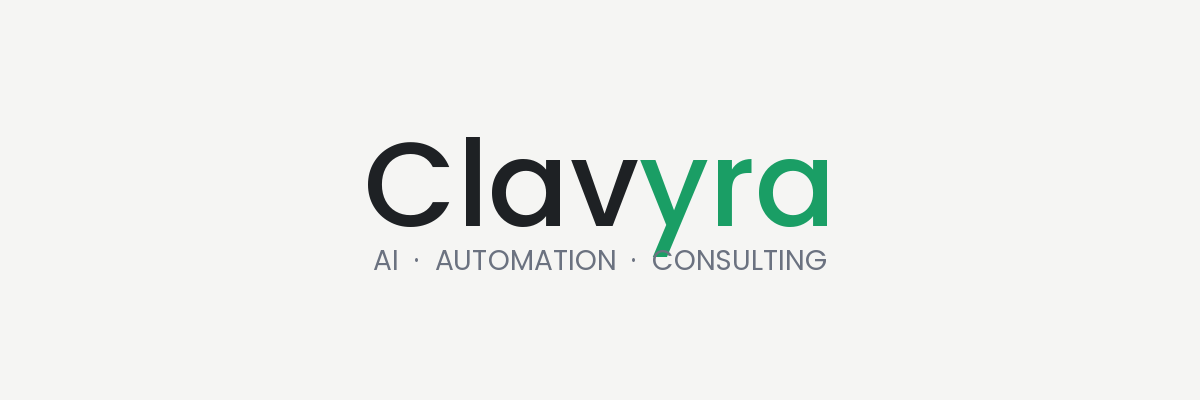 Clavyra
AI · AUTOMATION · CONSULTING